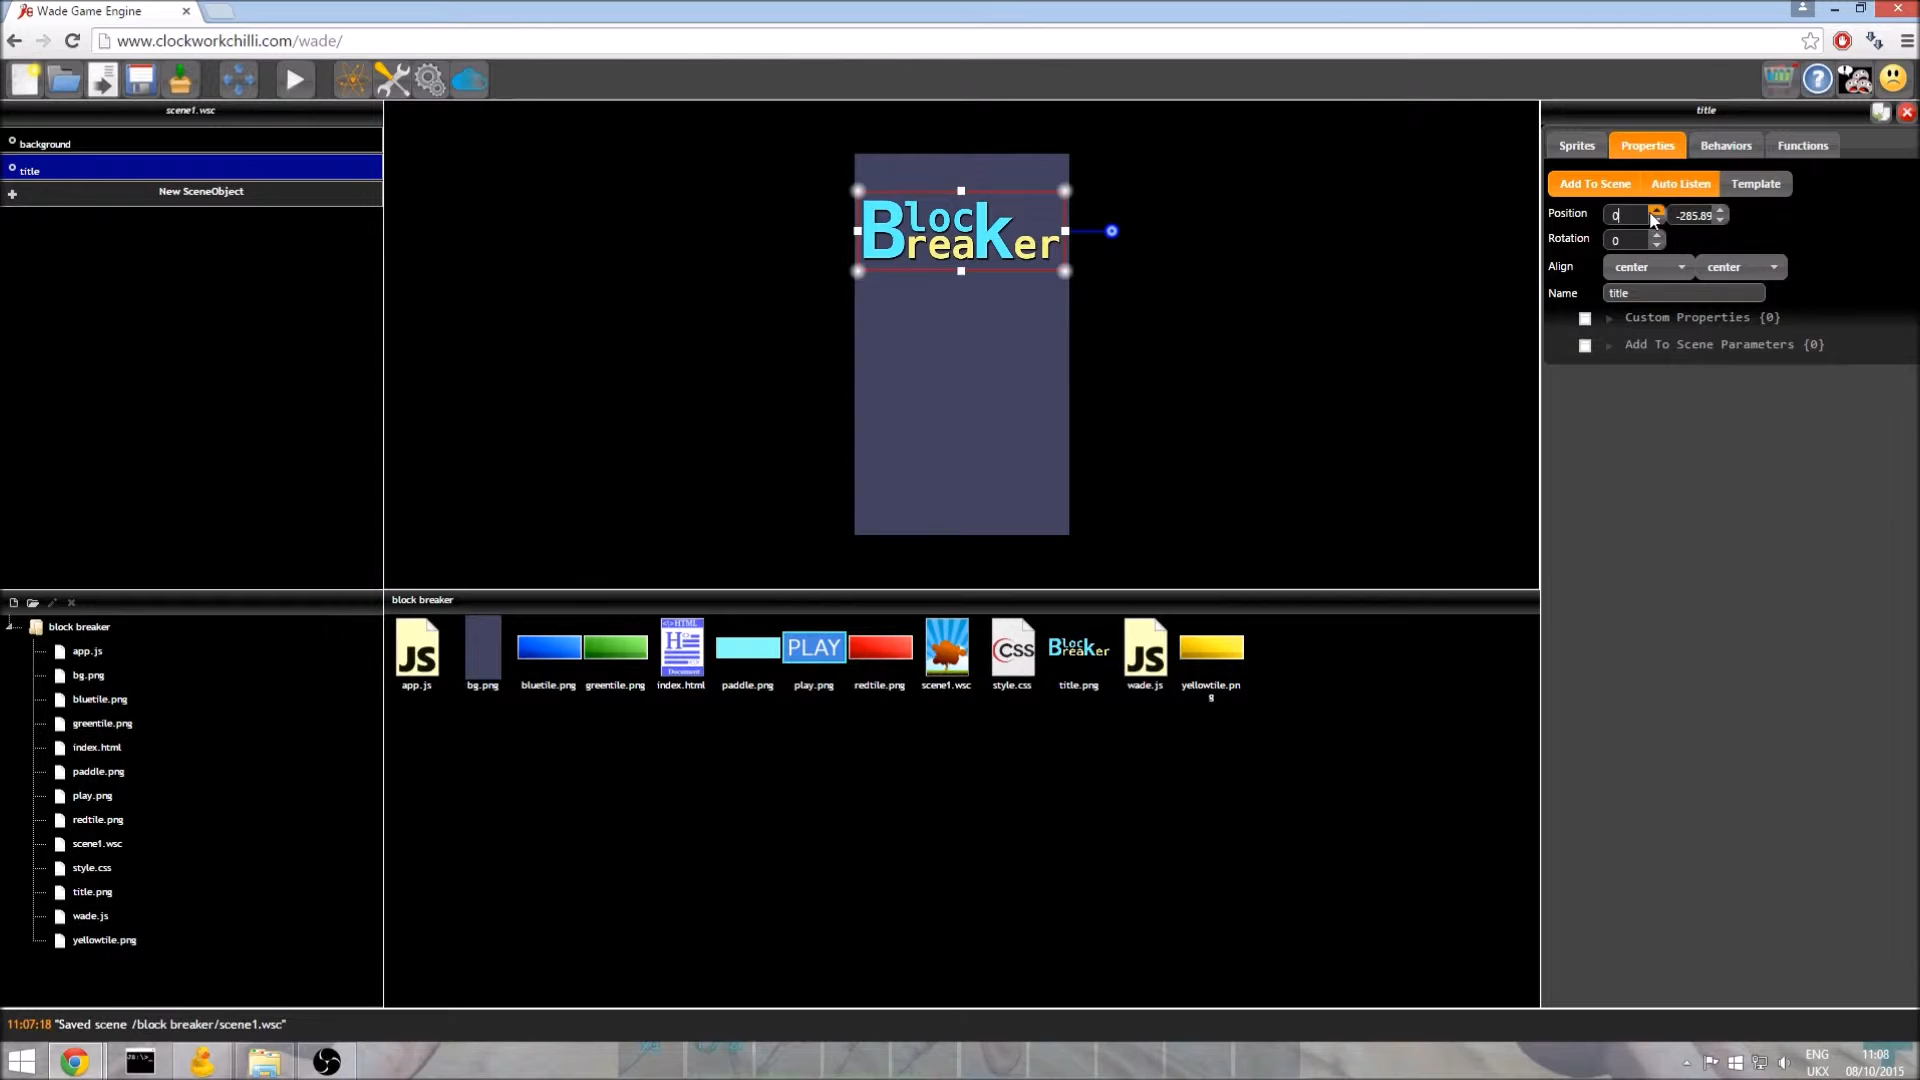 Wade Game Engine
www.clockworkchilli.com/wade/
scene1.wsc
background
title
New SceneObject
Block
Breaker
title
Sprites Properties Behaviors Functions
Add To Scene Auto Listen Template
Position 0 -285.89
Rotation 0
Align center center
Name title
Custom Properties {0}
Add To Scene Parameters {0}
block breaker
app.js
bg.png
bluetile.png
greentile.png
index.html
paddle.png
play.png
redtile.png
scene1.wsc
style.css
title.png
wade.js
yellowtile.png
block breaker
JS
<\>HTML
H
Document
PLAY
CSS
Block
Breaker
JS
app.js bg.png bluetile.png greentile.png index.html paddle.png play.png redtile.png scene1.wsc style.css title.png wade.js yellowtile.pn
g
11:07:18 "Saved scene /block breaker/scene1.wsc"
ENG
UKX
11:08
08/10/2015